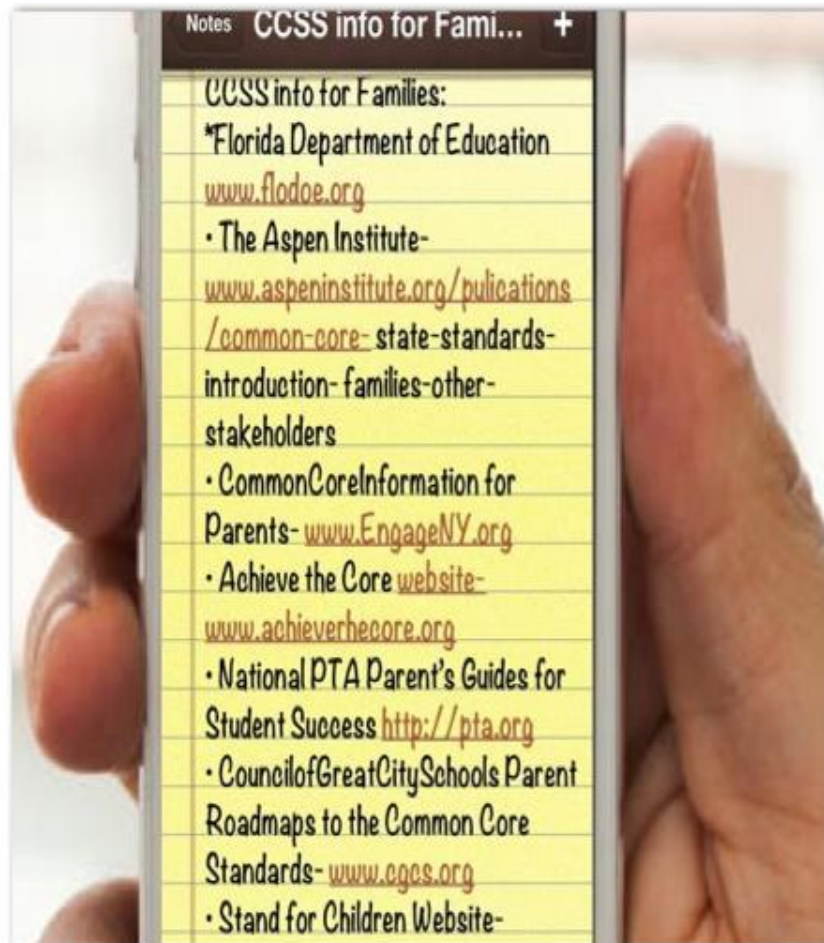 Notes CCSS info for Fami... +
CCSS info for Families:
*Florida Department of Education
www.flodoe.org
• The Aspen Institute-
www.aspeninstitute.org/pulications
/common-core- state-standards-
introduction- families-other-
stakeholders
• CommonCoreInformation for
Parents- www.EngageNY.org
• Achieve the Core website-
www.achieverhecore.org
• National PTA Parent's Guides for
Student Success http://pta.org
• CouncilofGreatCitySchools Parent
Roadmaps to the Common Core
Standards- www.cgcs.org
• Stand for Children Website-